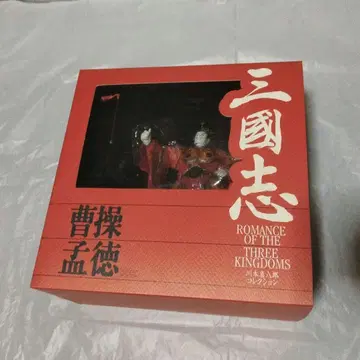 三國志
ROMANCE
OF THE
THREE
KINGDOMS
川本喜八郎
コレクション
曹操
孟徳